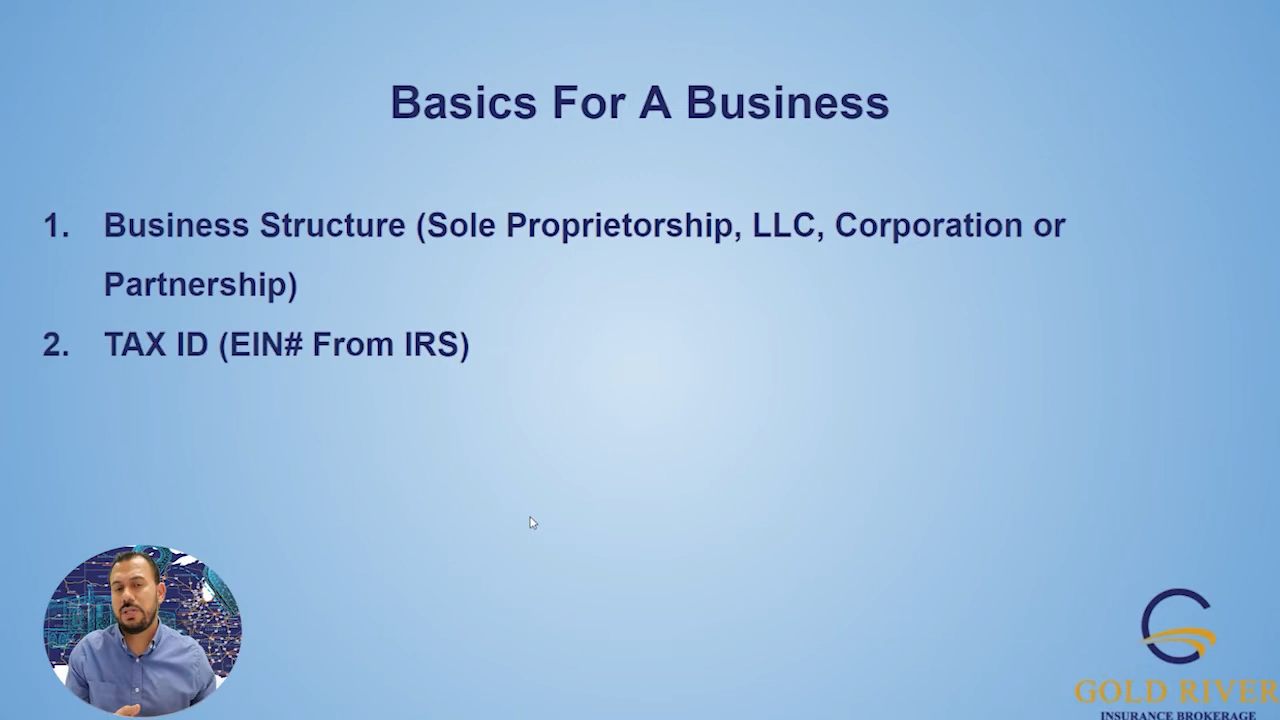 Basics For A Business
1. Business Structure (Sole Proprietorship, LLC, Corporation or
Partnership)
2. TAX ID (EIN# From IRS)
GOLD RIVER
INSURANCE BROKERAGE